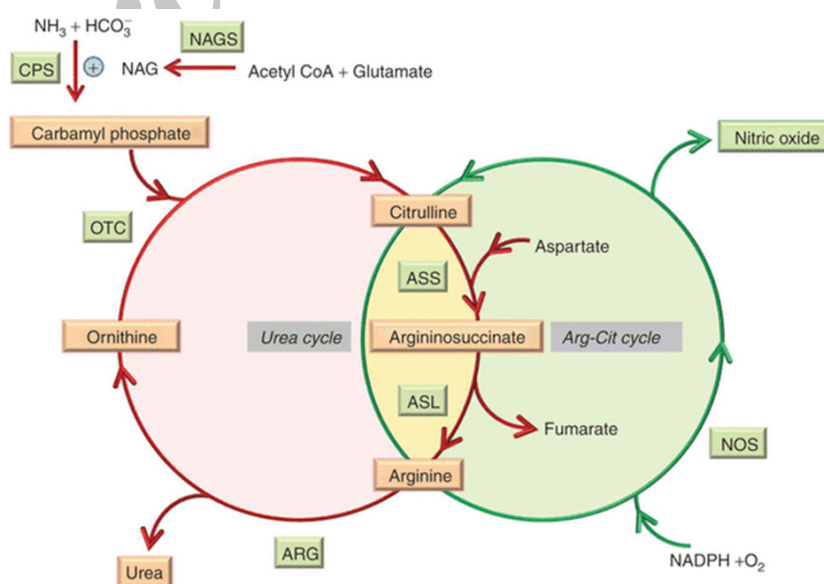 NH₃ + HCO₃⁻
NAGS
CPS
+
NAG
Acetyl CoA + Glutamate
Carbamyl phosphate
Nitric oxide
OTC
Citrulline
Aspartate
ASS
Ornithine
Urea cycle
Argininosuccinate
Arg-Cit cycle
ASL
Fumarate
NOS
Arginine
ARG
NADPH +O₂
Urea